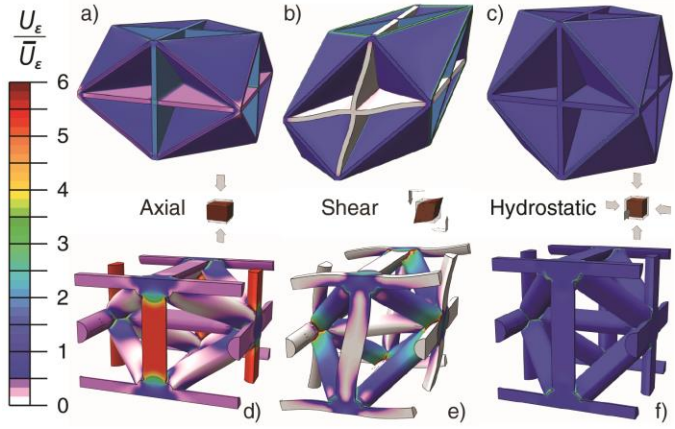 a)
b)
c)
Uε
Ūε
6
5
4
3
2
1
0
Axial
Shear
Hydrostatic
d)
e)
f)